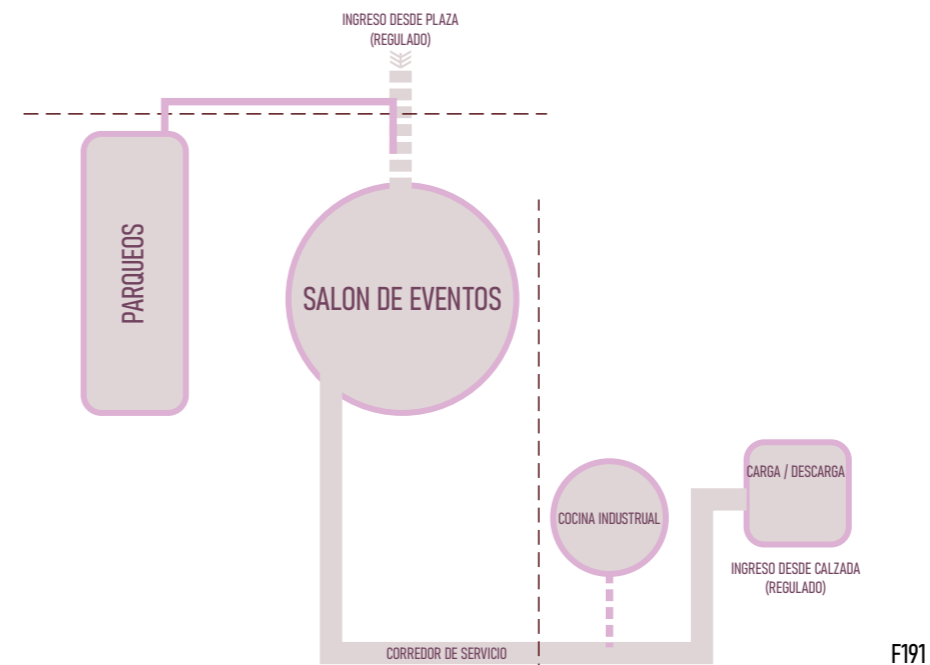 INGRESO DESDE PLAZA
(REGULADO)
PARQUEOS
SALON DE EVENTOS
CARGA / DESCARGA
COCINA INDUSTRUAL
INGRESO DESDE CALZADA
(REGULADO)
CORREDOR DE SERVICIO
F191